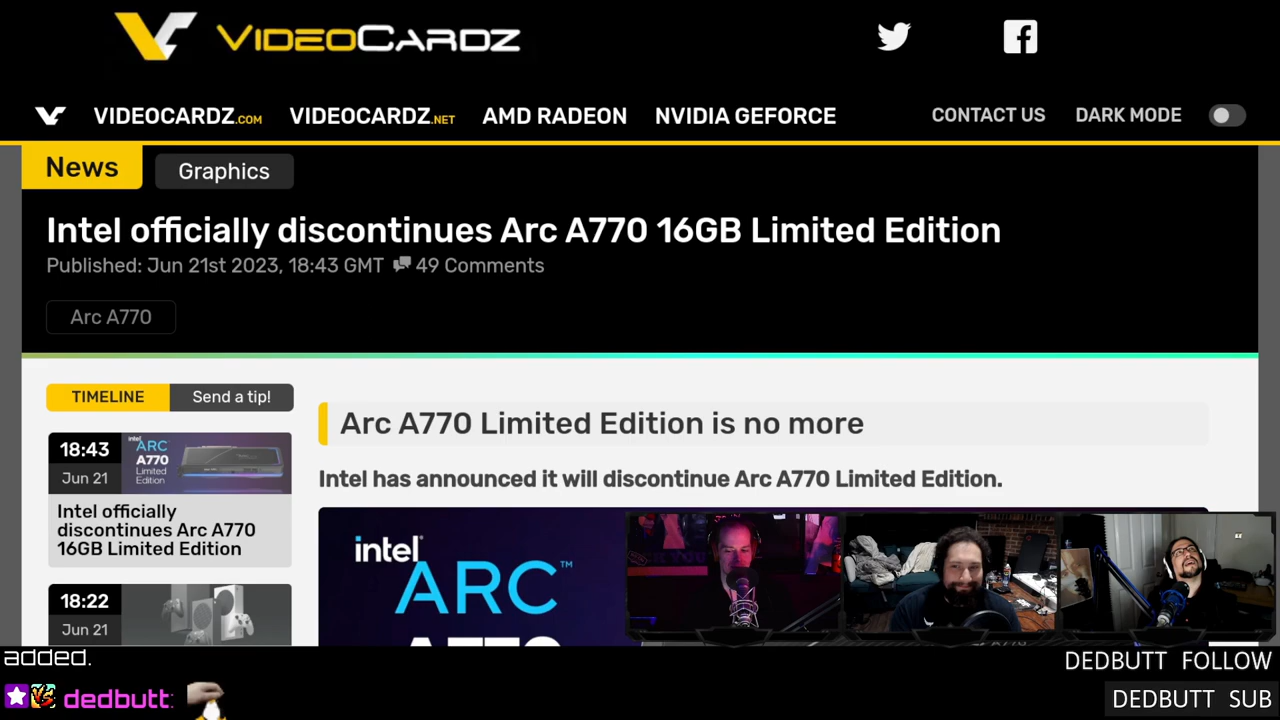 VIDEOCARDZ
VIDEOCARDZ.COM VIDEOCARDZ.NET AMD RADEON NVIDIA GEFORCE CONTACT US DARK MODE
News Graphics
Intel officially discontinues Arc A770 16GB Limited Edition
Published: Jun 21st 2023, 18:43 GMT 49 Comments
Arc A770
TIMELINE Send a tip!
18:43
Jun 21
intel
ARC
A770
Limited
Edition
Intel officially
discontinues Arc A770
16GB Limited Edition
18:22
Jun 21
Arc A770 Limited Edition is no more
Intel has announced it will discontinue Arc A770 Limited Edition.
intel
ARC™
A770
added.
dedbutt:
DEDBUTT FOLLOW
DEDBUTT SUB